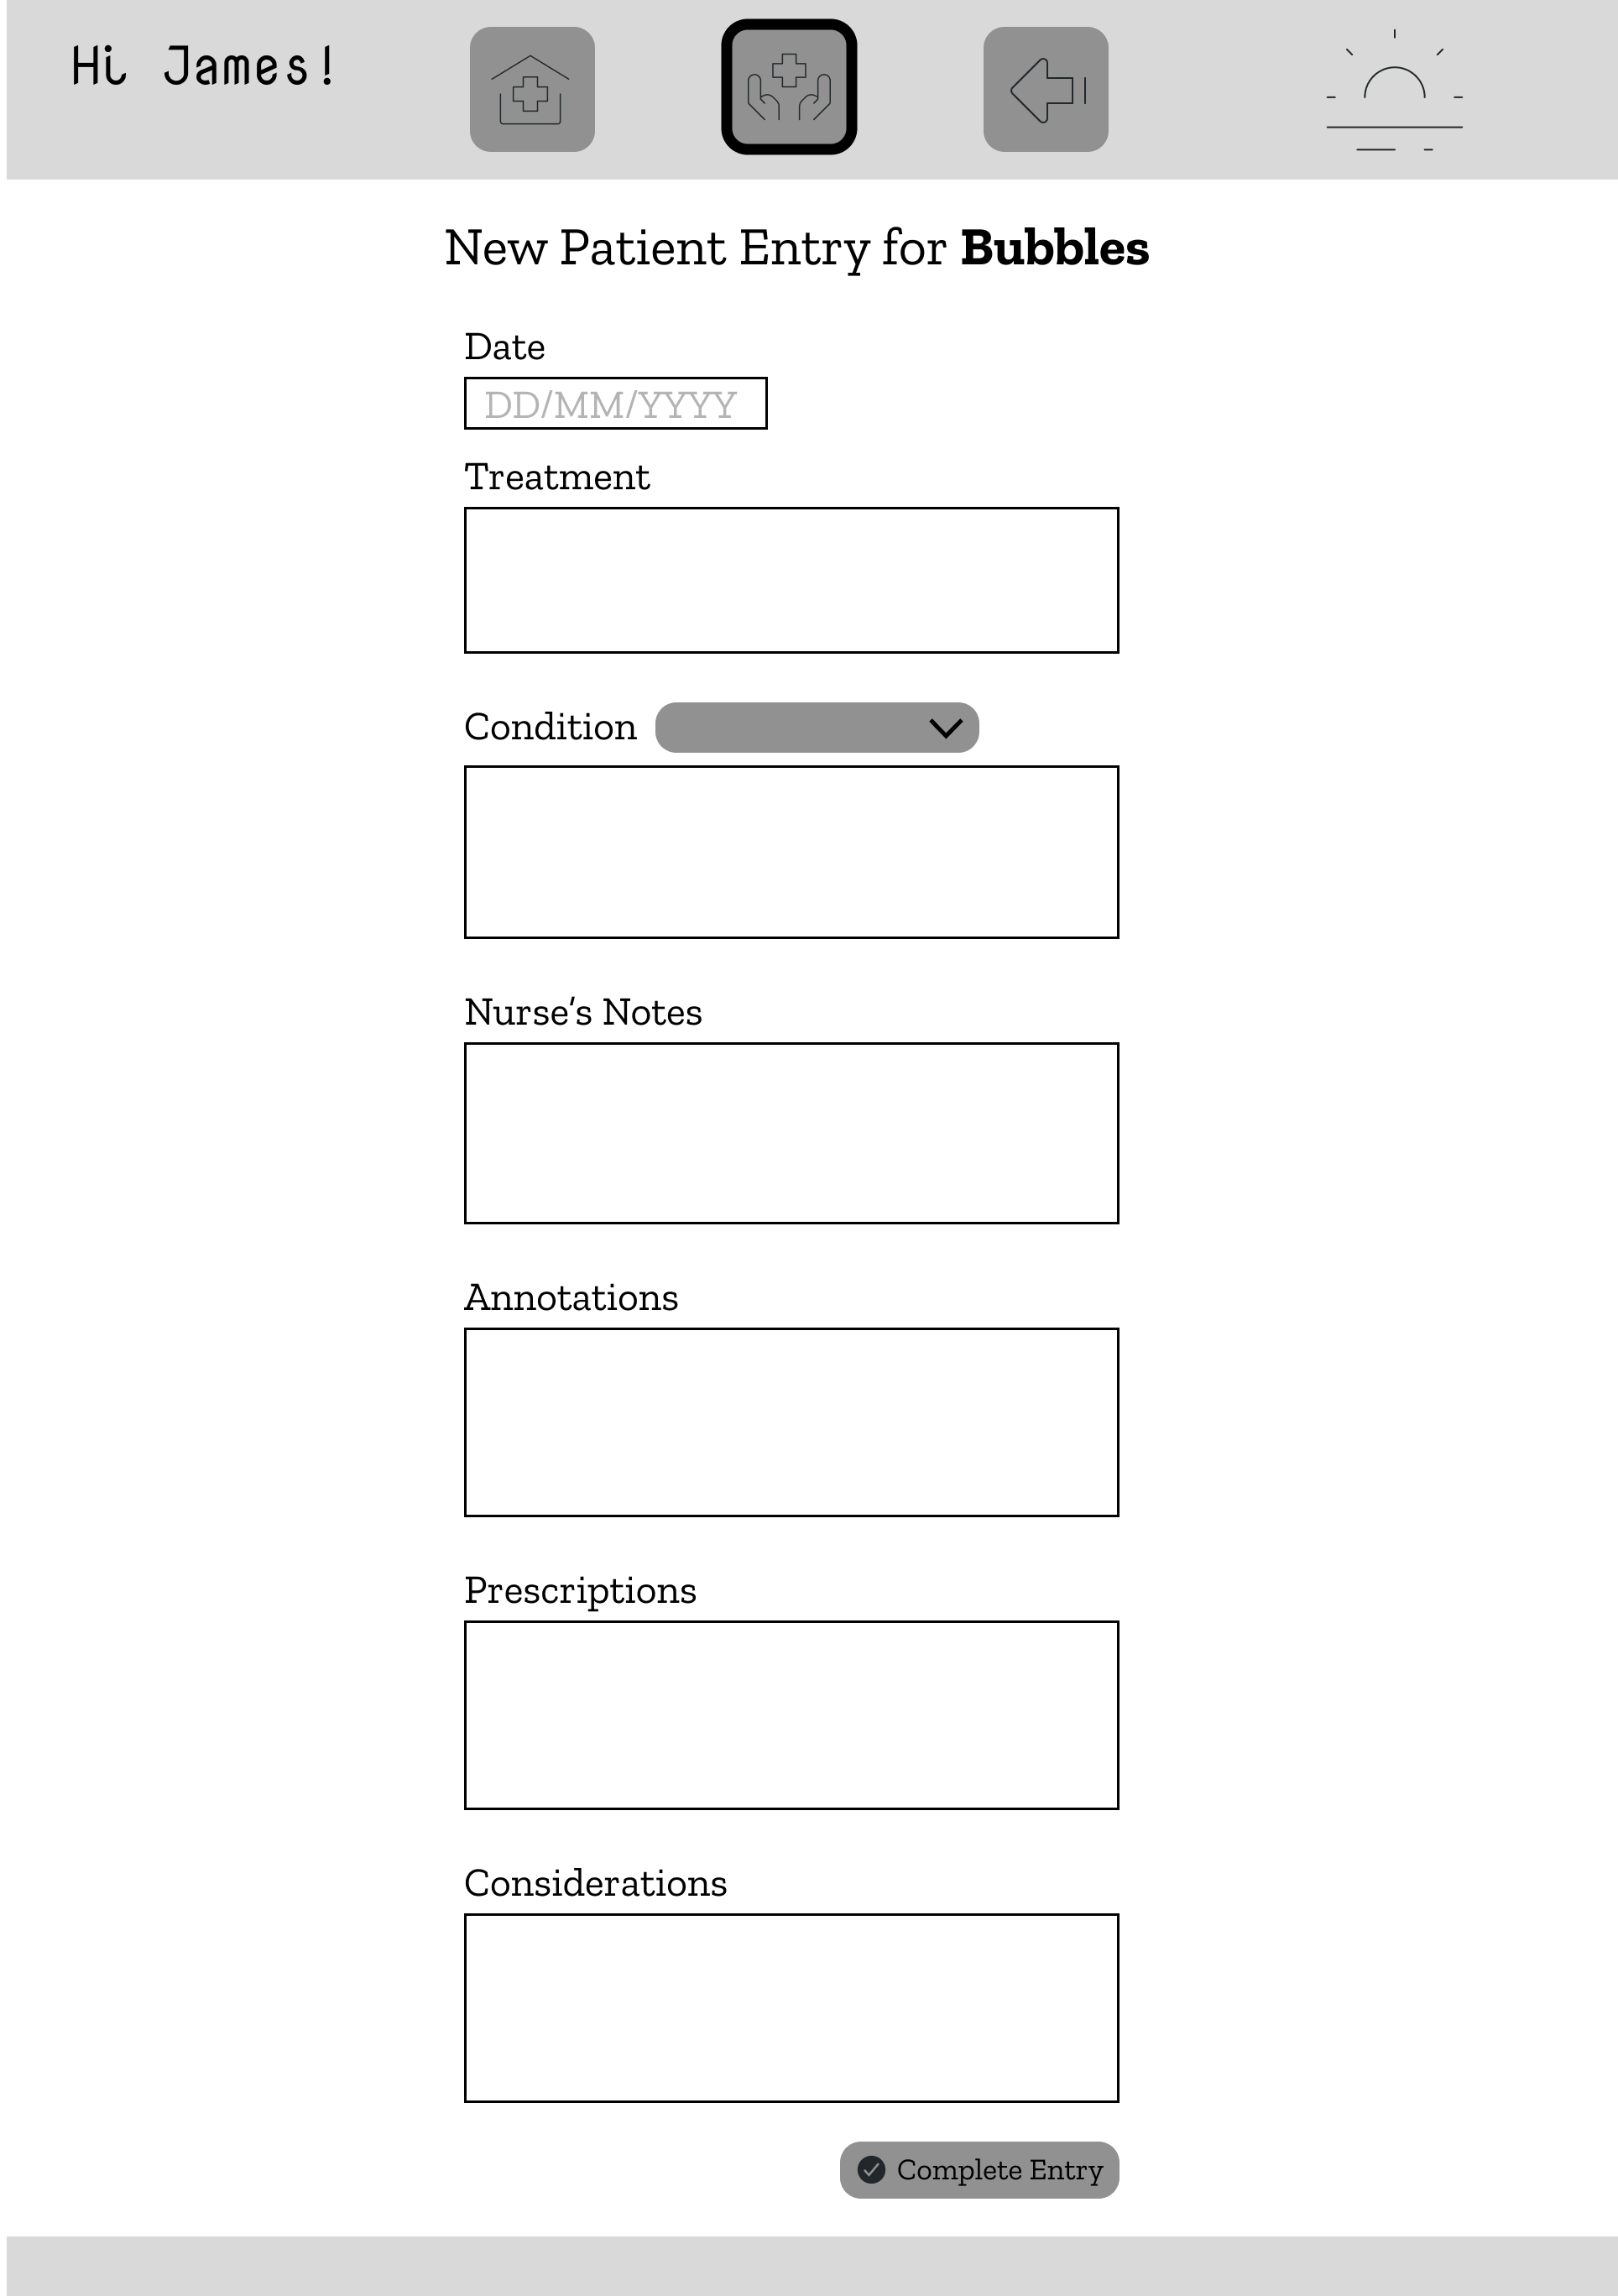 Hi James!
New Patient Entry for Bubbles
Date
DD/MM/YYYY
Treatment
Condition
Nurse's Notes
Annotations
Prescriptions
Considerations
Complete Entry